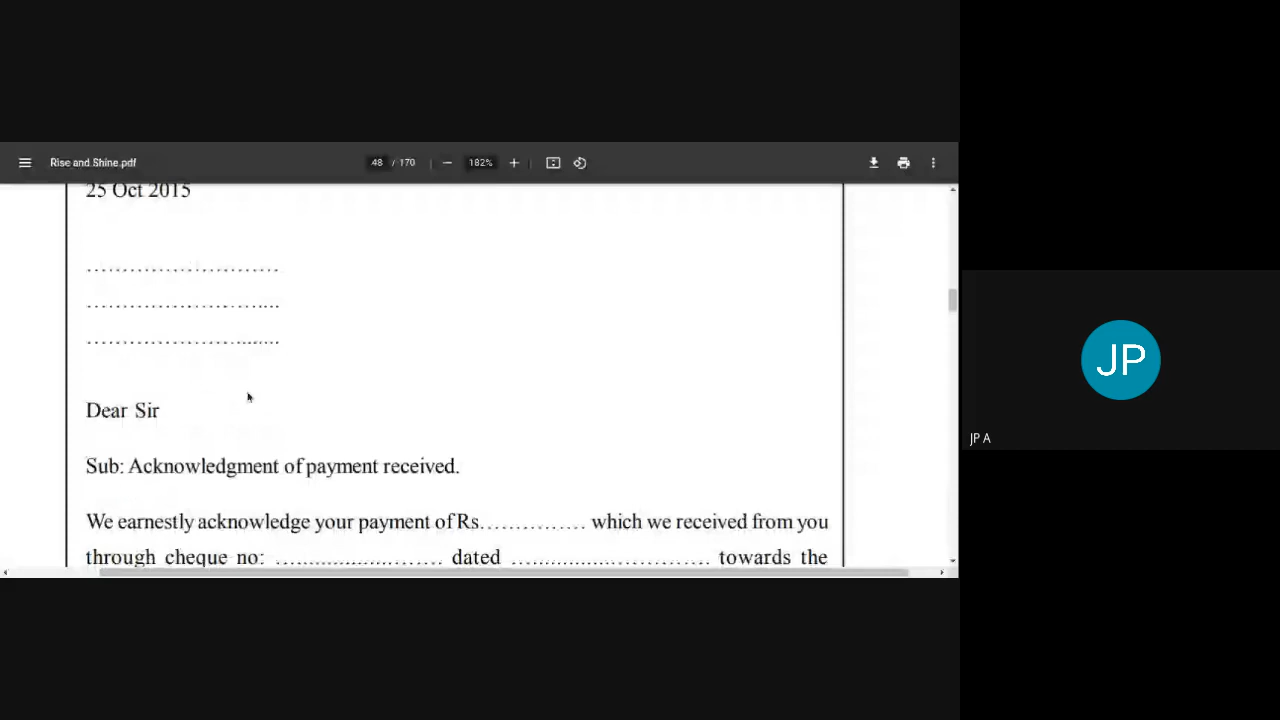 Rise and Shine.pdf
48 / 170
182%
25 Oct 2015
...........................
...........................
...........................
Dear Sir
Sub: Acknowledgment of payment received.
We earnestly acknowledge your payment of Rs............... which we received from you
through cheque no: ........................ dated ............................ towards the
JP
JP A